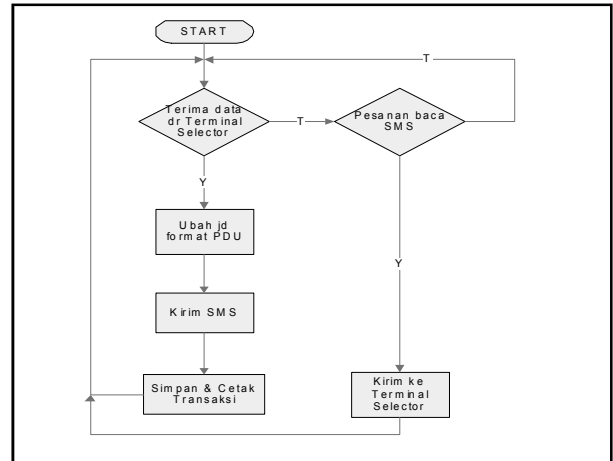 START
T
Terima data
dr Terminal
Selector
T
Pesanan baca
SMS
Y
Ubah jd
format PDU
Y
Kirim SMS
Simpan & Cetak
Transaksi
Kirim ke
Terminal
Selector